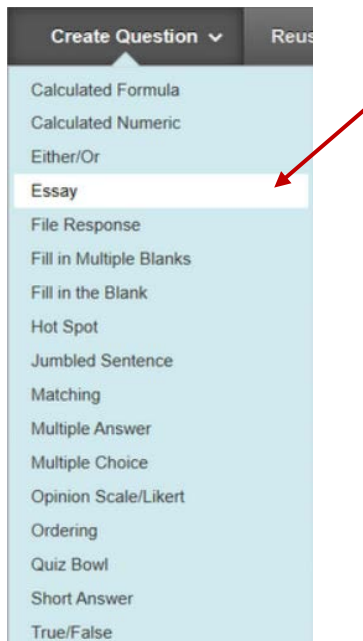 Create Question Reus
Calculated Formula
Calculated Numeric
Either/Or
Essay
File Response
Fill in Multiple Blanks
Fill in the Blank
Hot Spot
Jumbled Sentence
Matching
Multiple Answer
Multiple Choice
Opinion Scale/Likert
Ordering
Quiz Bowl
Short Answer
True/False